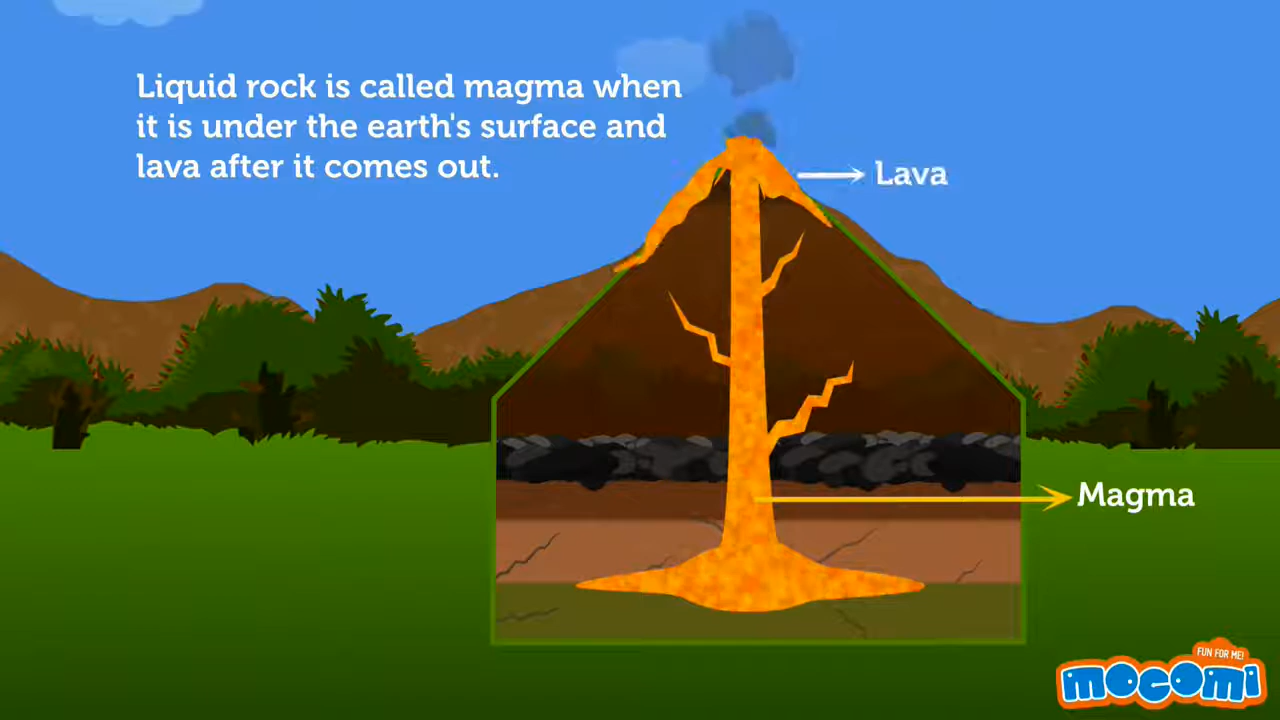 Liquid rock is called magma when
it is under the earth's surface and
lava after it comes out.
Lava
Magma
FUN FOR ME!
mocomi